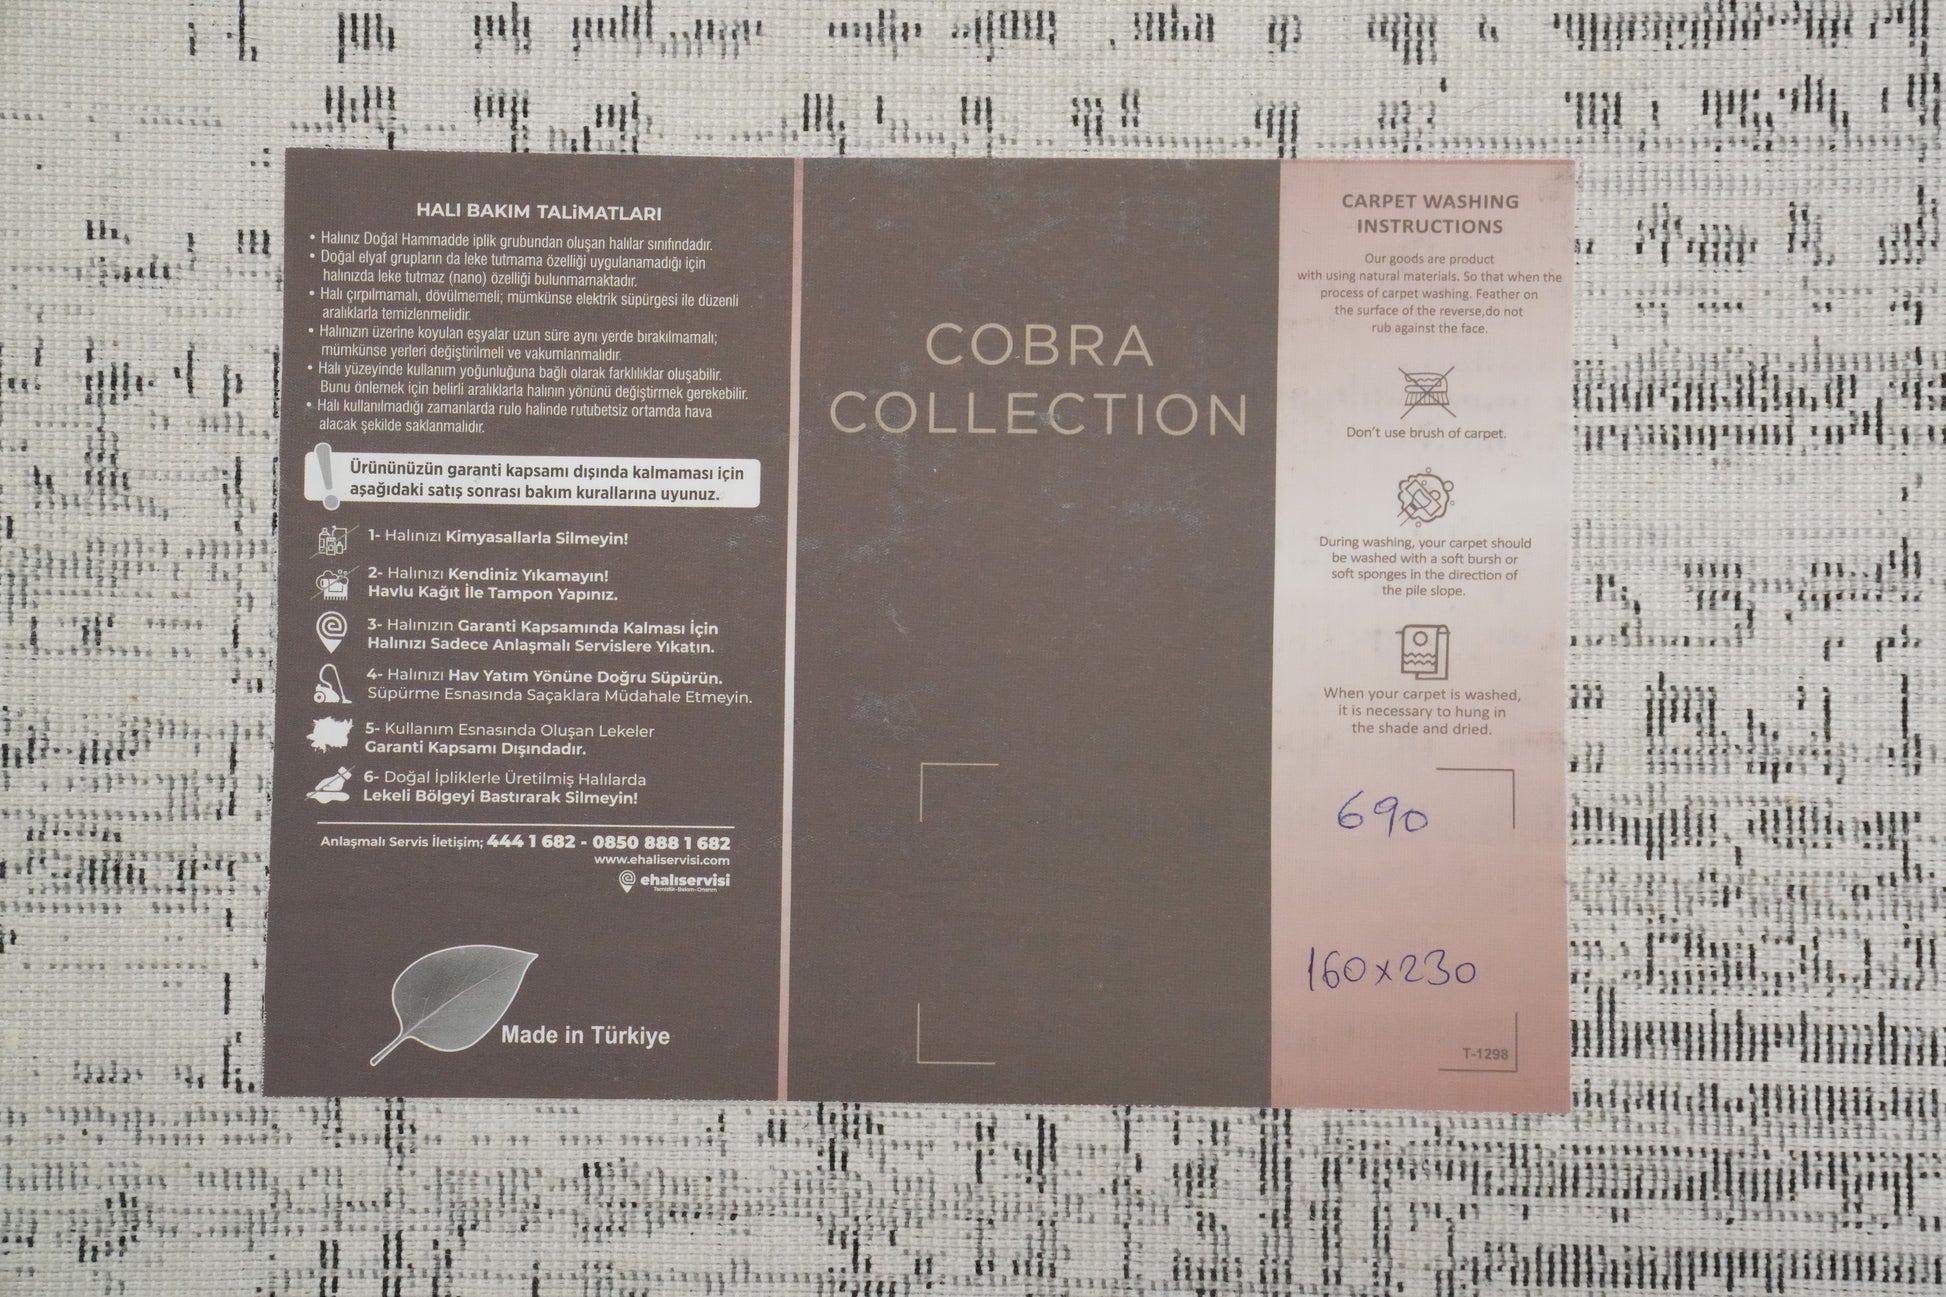 HALI BAKIM TALİMATLARI
• Halınız Doğal Hammadde iplik grubundan oluşan halılar sınıfındadır.
• Doğal elyaf grupların da leke tutmama özelliği uygulanamadığı için
halınızda leke tutmaz (nano) özelliği bulunmamaktadır.
• Halı çırpılmamalı, dövülmemeli; mümkünse elektrik süpürgesi ile düzenli
aralıklarla temizlenmelidir.
• Halınızın üzerine koyulan eşyalar uzun süre aynı yerde bırakılmamalı;
mümkünse yerleri değiştirilmeli ve vakumlanmalıdır.
• Halı yüzeyinde kullanım yoğunluğuna bağlı olarak farklılıklar oluşabilir.
Bunu önlemek için belirli aralıklarla halının yönünü değiştirmek gerekebilir.
• Halı kullanılmadığı zamanlarda rulo halinde rutubetsiz ortamda hava
alacak şekilde saklanmalıdır.
Ürününüzün garanti kapsamı dışında kalmaması için
aşağıdaki satış sonrası bakım kurallarına uyunuz.
1- Halınızı Kimyasallarla Silmeyin!
2- Halınızı Kendiniz Yıkamayın!
Havlu Kağıt İle Tampon Yapınız.
3- Halınızın Garanti Kapsamında Kalması İçin
Halınızı Sadece Anlaşmalı Servislere Yıkatın.
4- Halınızı Hav Yatım Yönüne Doğru Süpürün.
Süpürme Esnasında Saçaklara Müdahale Etmeyin.
5- Kullanım Esnasında Oluşan Lekeler
Garanti Kapsamı Dışındadır.
6- Doğal İpliklerle Üretilmiş Halılarda
Lekeli Bölgeyi Bastırarak Silmeyin!
Anlaşmalı Servis İletişim; 444 1 682 - 0850 888 1 682
www.ehaliservisi.com
ehalıservisi
Temizlik-Bakım-Onarım
Made in Türkiye
COBRA
COLLECTION
CARPET WASHING
INSTRUCTIONS
Our goods are product
with using natural materials. So that when the
process of carpet washing. Feather on
the surface of the reverse,do not
rub against the face.
Don't use brush of carpet.
During washing, your carpet should
be washed with a soft bursh or
soft sponges in the direction of
the pile slope.
When your carpet is washed,
it is necessary to hung in
the shade and dried.
690
160x230
T-1298